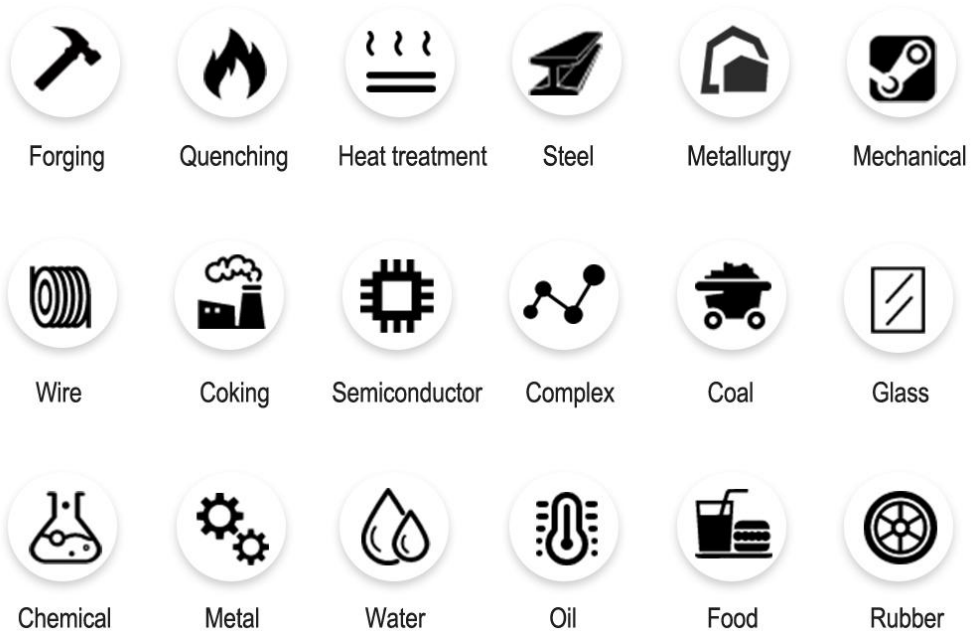 Forging Quenching Heat treatment Steel Metallurgy Mechanical
Wire Coking Semiconductor Complex Coal Glass
Chemical Metal Water Oil Food Rubber